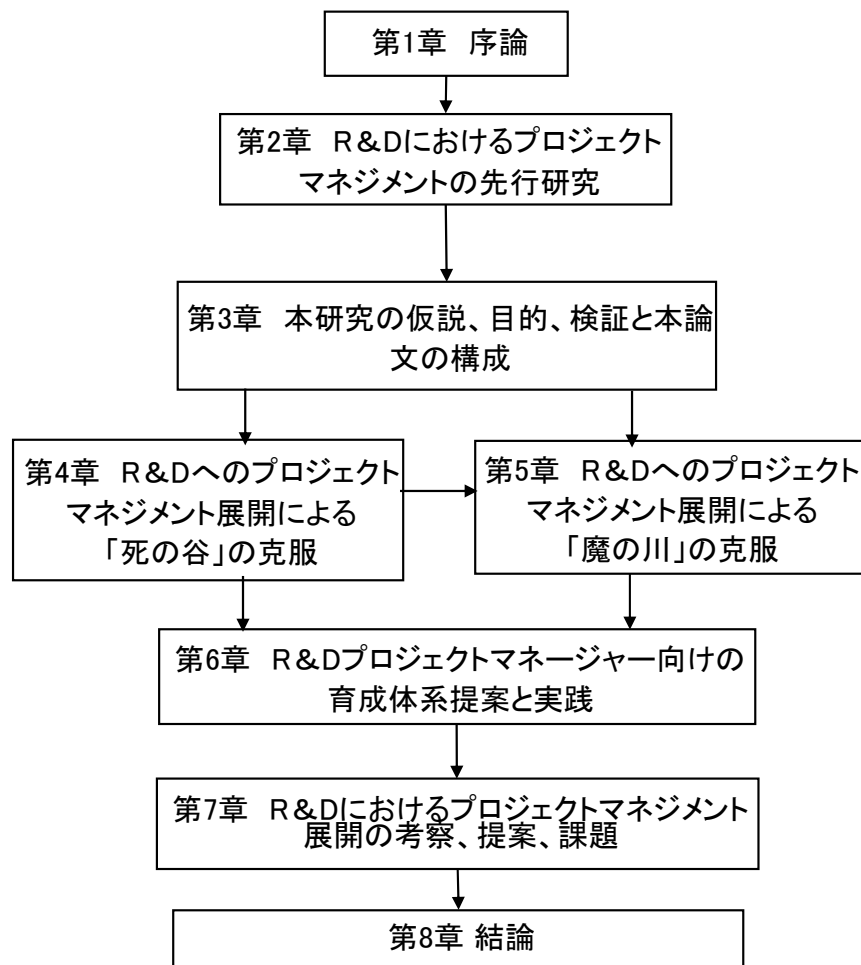 第1章　序論
第2章　R&Dにおけるプロジェクト
マネジメントの先行研究
第3章　本研究の仮説、目的、検証と本論
文の構成
第4章　R&Dへのプロジェクト
マネジメント展開による
「死の谷」の克服
第5章　R&Dへのプロジェクト
マネジメント展開による
「魔の川」の克服
第6章　R&Dプロジェクトマネージャー向けの
育成体系提案と実践
第7章　R&Dにおけるプロジェクトマネジメント
展開の考察、提案、課題
第8章 結論